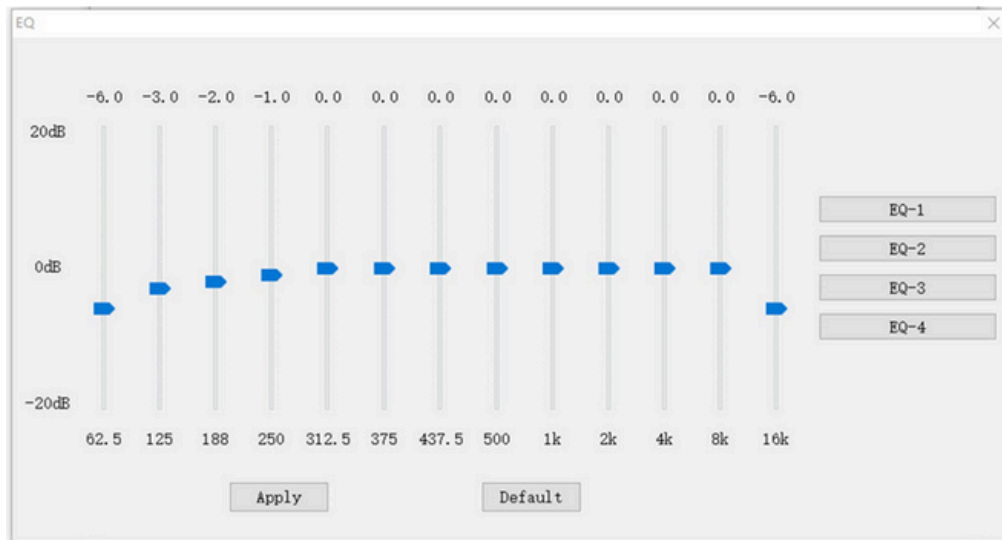 EQ
-6.0 -3.0 -2.0 -1.0 0.0 0.0 0.0 0.0 0.0 0.0 0.0 0.0 -6.0
20dB
EQ-1
EQ-2
0dB
EQ-3
EQ-4
-20dB
62.5 125 188 250 312.5 375 437.5 500 1k 2k 4k 8k 16k
Apply Default